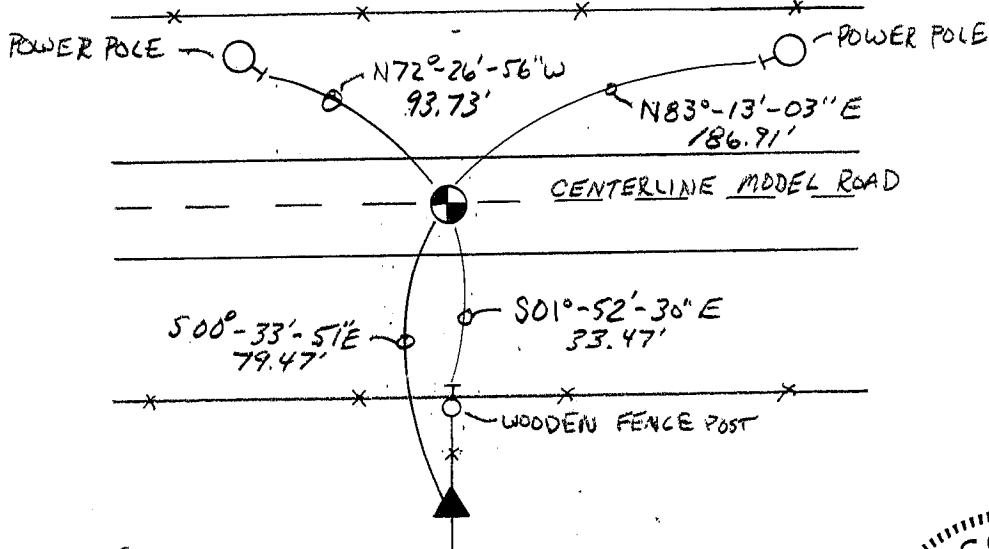 POWER POLE
POWER POLE
N72°-26'-56"W
93.73'
N83°-13'-03"E
186.91'
CENTERLINE MODEL ROAD
S01°-52'-30"E
33.47'
S00°-33'-51"E
79.47'
WOODEN FENCE POST